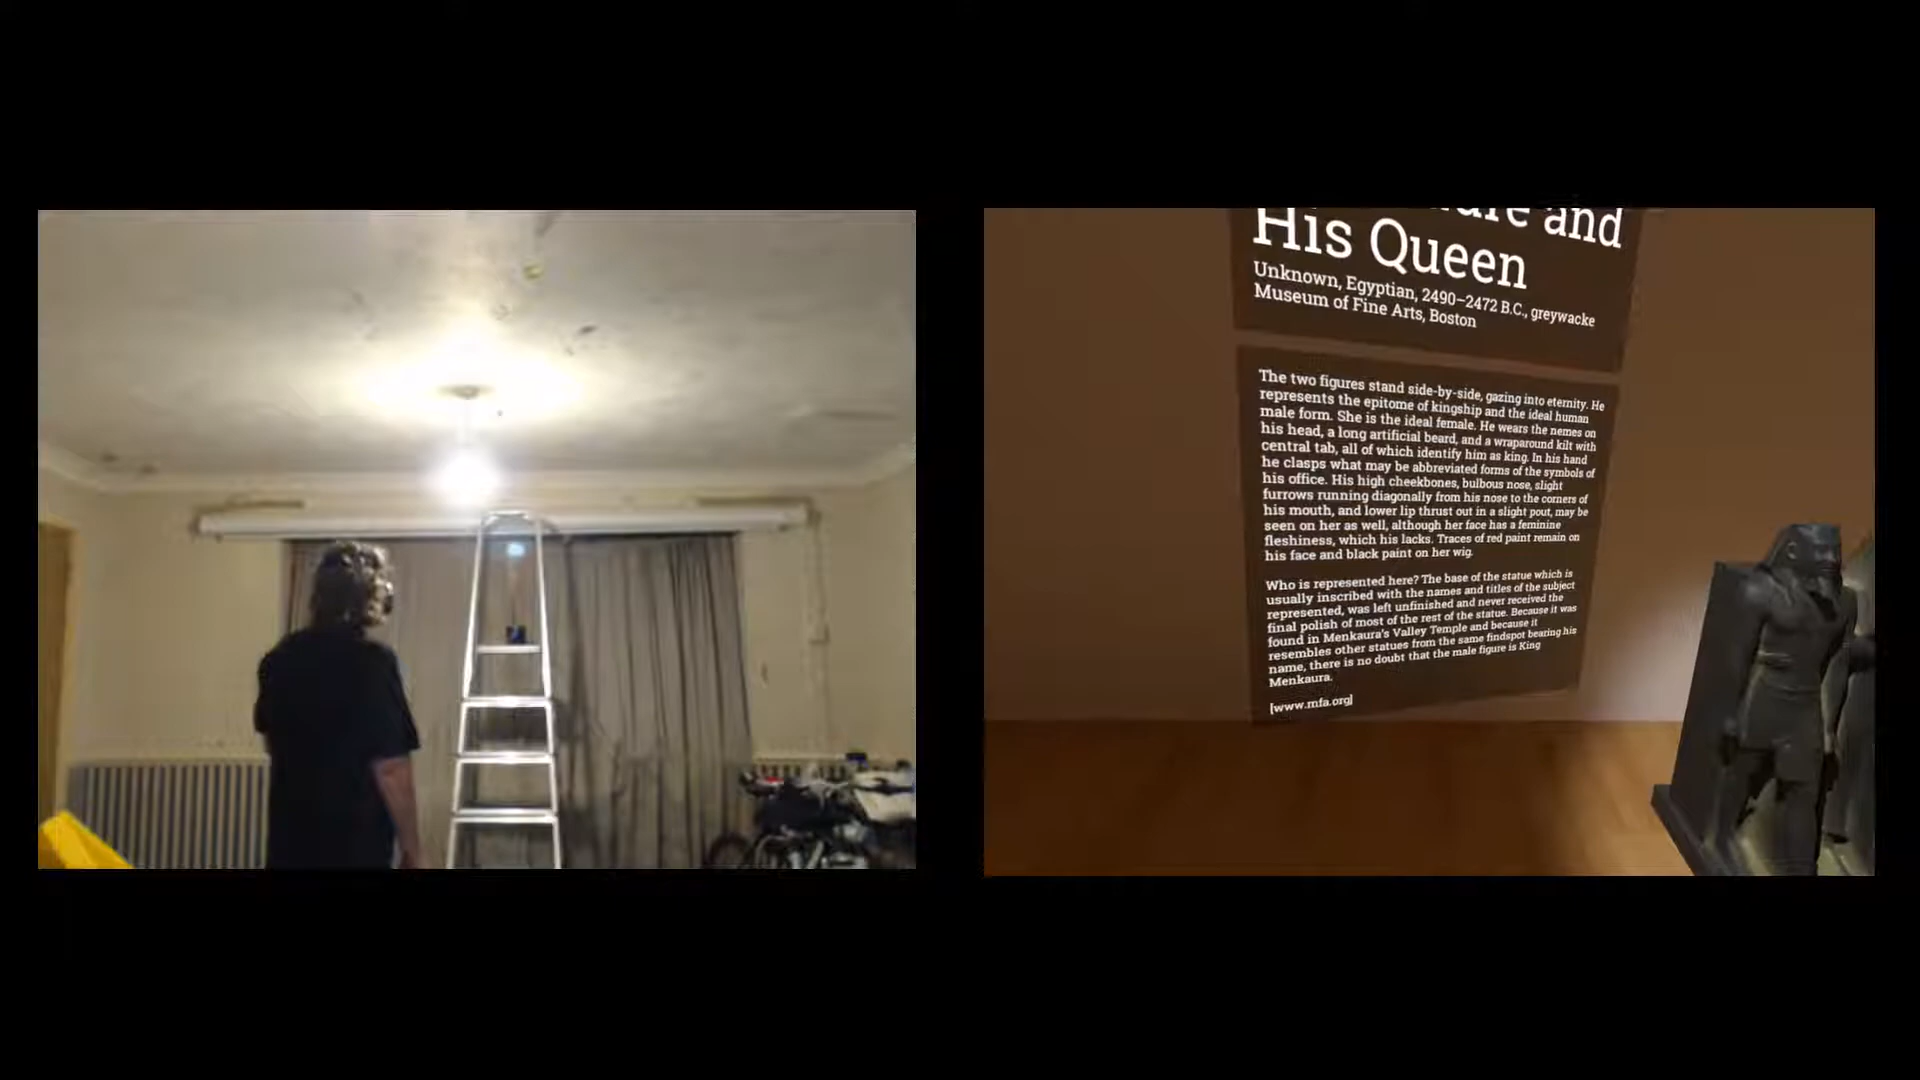 and
His Queen
Unknown, Egyptian, 2490–2472 B.C., greywacke
Museum of Fine Arts, Boston
The two figures stand side-by-side, gazing into eternity. He
represents the epitome of kingship and the ideal human
male form. She is the ideal female. He wears the nemes on
his head, a long artificial beard, and a wraparound kilt with
central tab, all of which identify him as king. In his hand
he clasps what may be abbreviated forms of the symbols of
his office. His high cheekbones, bulbous nose, slight
furrows running diagonally from his nose to the corners of
his mouth, and lower lip thrust out in a slight pout, may be
seen on her as well, although her face has a feminine
fleshiness, which his lacks. Traces of red paint remain on
his face and black paint on her wig.
Who is represented here? The base of the statue which is
usually inscribed with the names and titles of the subject
represented, was left unfinished and never received the
final polish of most of the rest of the statue. Because it was
found in Menkaura's Valley Temple and because it
resembles other statues from the same findspot bearing his
name, there is no doubt that the male figure is King
Menkaura.
[www.mfa.org]